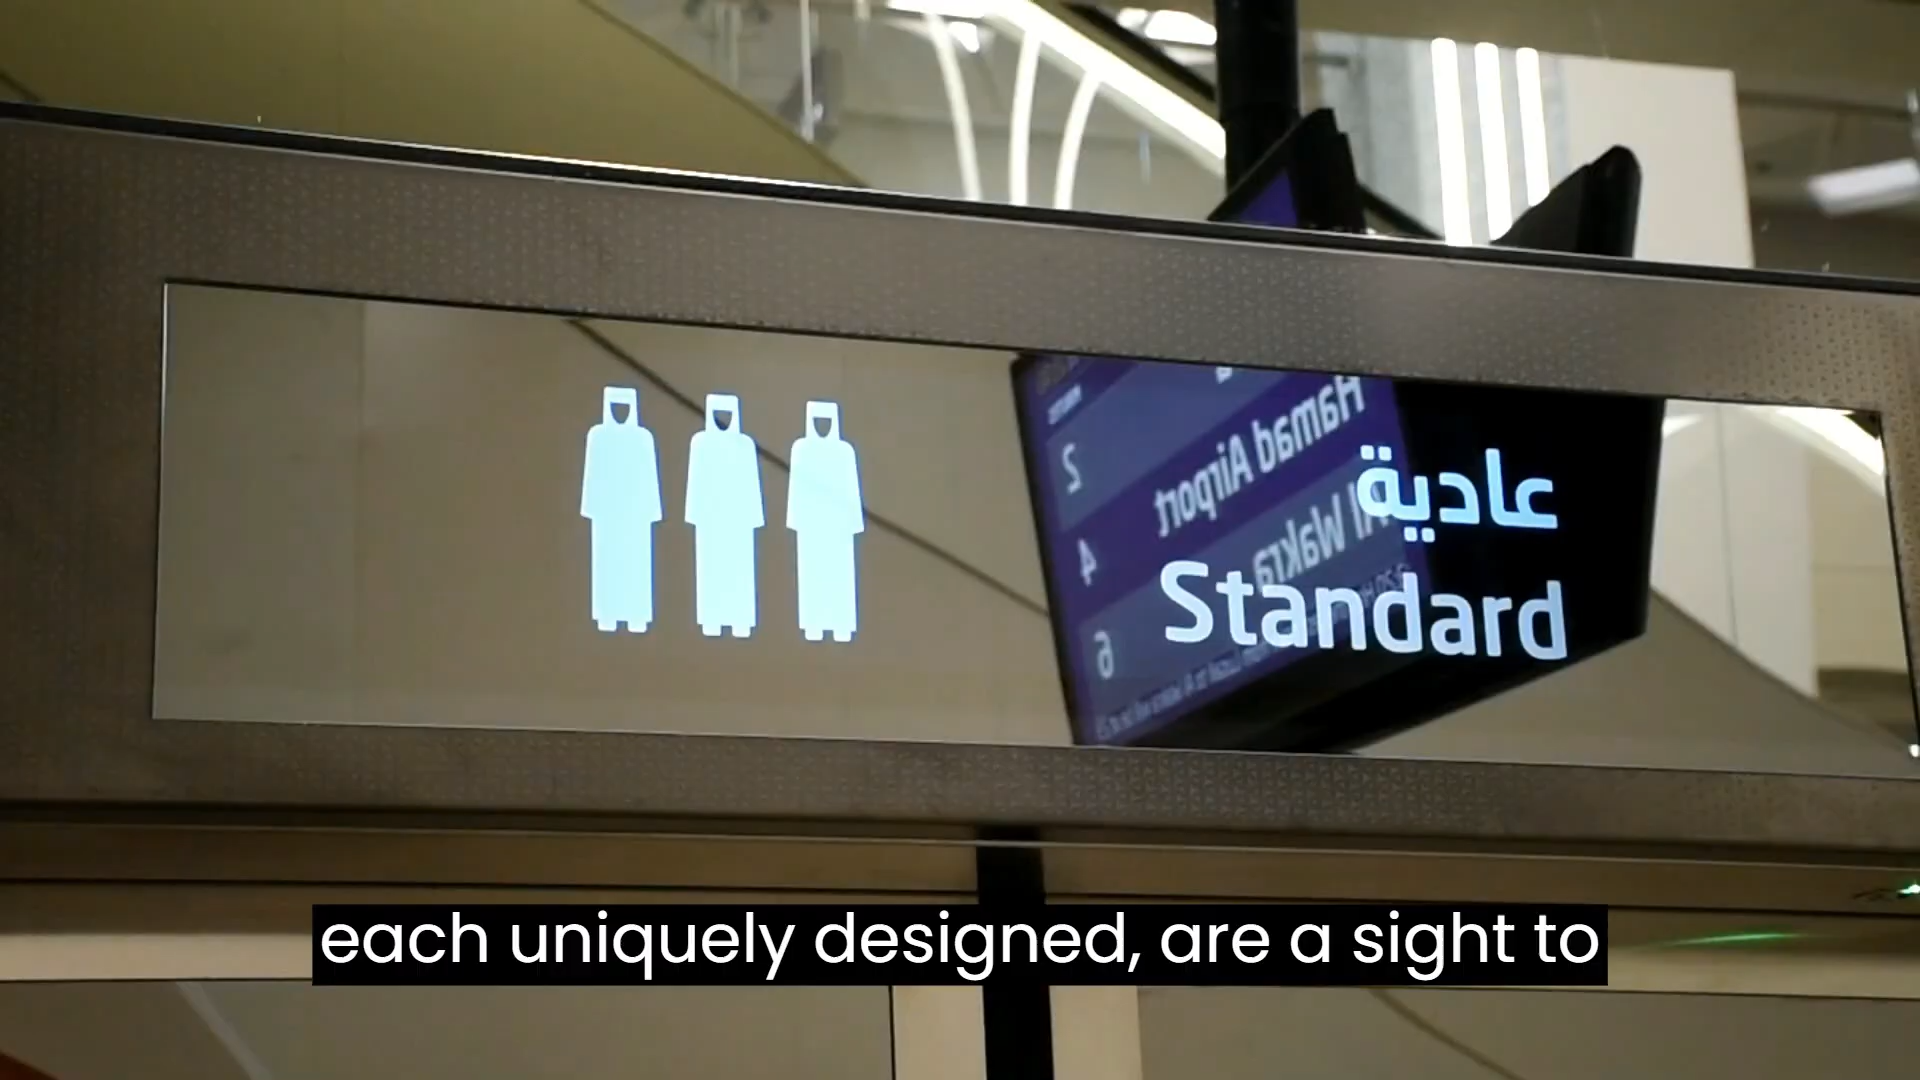 عادية
Standard
2
Hamad Airport
4
Al Wakra
6
each uniquely designed, are a sight to